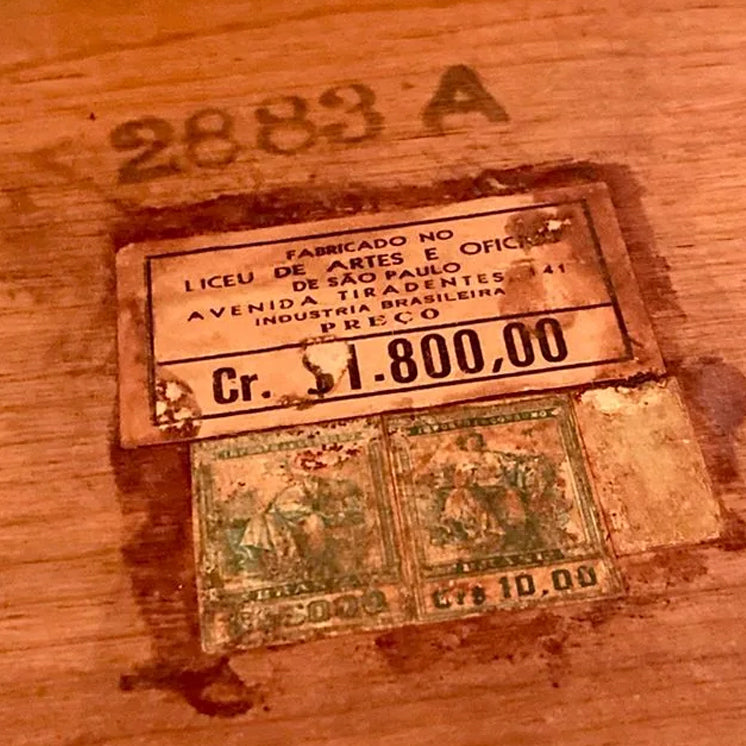 2883 A
FABRICADO NO
LICEU DE ARTES E
DE SÃO PAULO
AVENIDA TIRADENTES 141
INDUSTRIA BRASILEIRA
PREÇO
Cr. $1.800,00
BRASIL
Cr$ 10,00